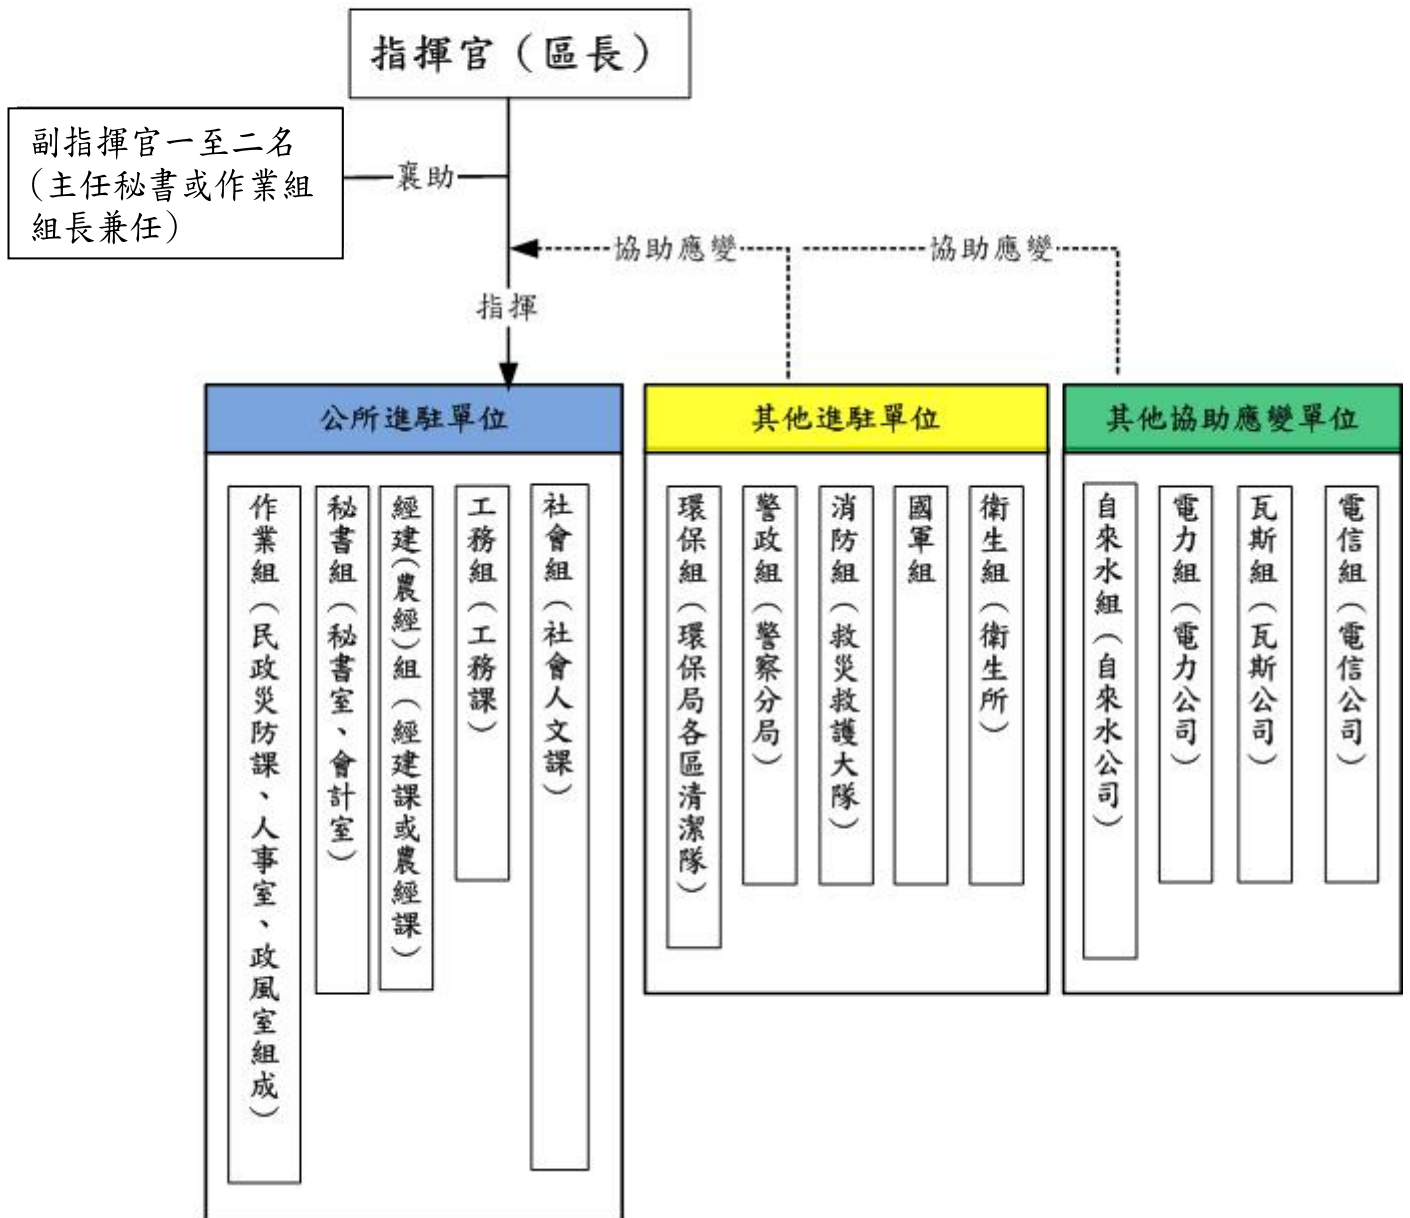 指揮官（區長）
副指揮官一至二名
（主任秘書或作業組
組長兼任）
襄助
協助應變
協助應變
指揮
公所進駐單位
作業組（民政災防課、人事室、政風室組成）
秘書組（秘書室、會計室）
經建（農經）組（經建課或農經課）
工務組（工務課）
社會組（社會人文課）
其他進駐單位
環保組（環保局各區清潔隊）
警政組（警察分局）
消防組（救災救護大隊）
國軍組
衛生組（衛生所）
其他協助應變單位
自來水組（自來水公司）
電力組（電力公司）
瓦斯組（瓦斯公司）
電信組（電信公司）